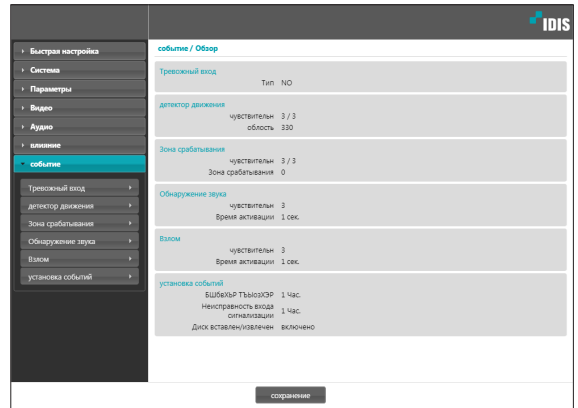 IDIS
событие / Обзор
Быстрая настройка
Система
Параметры
Видео
Аудио
влияние
событие
Тревожный вход
детектор движения
Зона срабатывания
Обнаружение звука
Взлом
установка событий
Тревожный вход
Тип NO
детектор движения
чувствительн 3 / 3
облость 330
Зона срабатывания
чувствительн 3 / 3
Зона срабатывания 0
Обнаружение звука
чувствительн 3
Время активации 1 сек.
Взлом
чувствительн 3
Время активации 1 сек.
установка событий
1 Час.
Неисправность входа
сигнализации 1 Час.
Диск вставлен/извлечен включено
сохранение